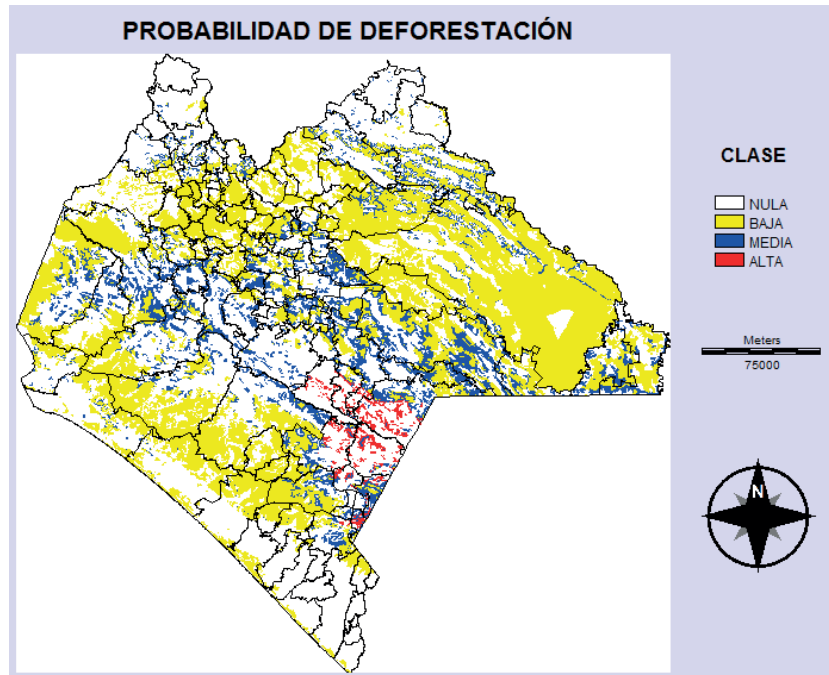 PROBABILIDAD DE DEFORESTACIÓN
CLASE
NULA
BAJA
MEDIA
ALTA
Meters
75000
N